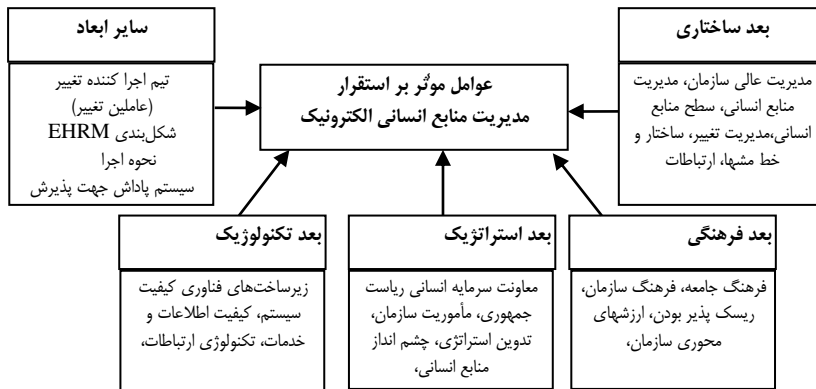 بعد ساختاری
مدیریت عالی سازمان، مدیریت
منابع انسانی، سطح منابع
انسانی،مدیریت تغییر، ساختار و
خط مشها، ارتباطات
عوامل موثر بر استقرار
مدیریت منابع انسانی الکترونیک
سایر ابعاد
تیم اجرا کننده تغییر
(عاملین تغییر)
شکل‌بندی EHRM
نحوه اجرا
سیستم پاداش جهت پذیرش
بعد فرهنگی
فرهنگ جامعه، فرهنگ سازمان،
ریسک پذیر بودن، ارزشهای
محوری سازمان،
بعد استراتژیک
معاونت سرمایه انسانی ریاست
جمهوری، مأموریت سازمان،
تدوین استراتژی، چشم انداز
منابع انسانی،
بعد تکنولوژیک
زیرساخت‌های فناوری کیفیت
سیستم، کیفیت اطلاعات و
خدمات، تکنولوژی ارتباطات،